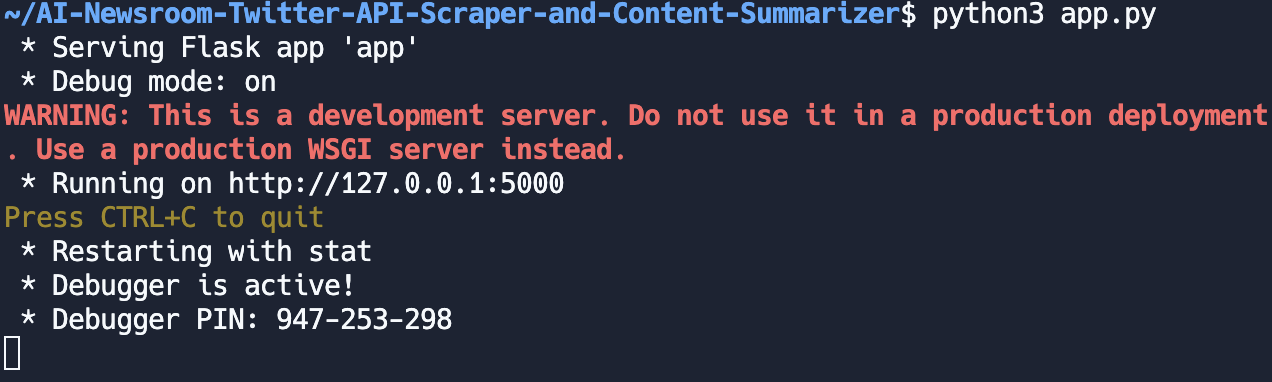 ~/AI-Newsroom-Twitter-API-Scraper-and-Content-Summarizer$ python3 app.py
 * Serving Flask app 'app'
 * Debug mode: on
WARNING: This is a development server. Do not use it in a production deployment
. Use a production WSGI server instead.
 * Running on http://127.0.0.1:5000
Press CTRL+C to quit
 * Restarting with stat
 * Debugger is active!
 * Debugger PIN: 947-253-298